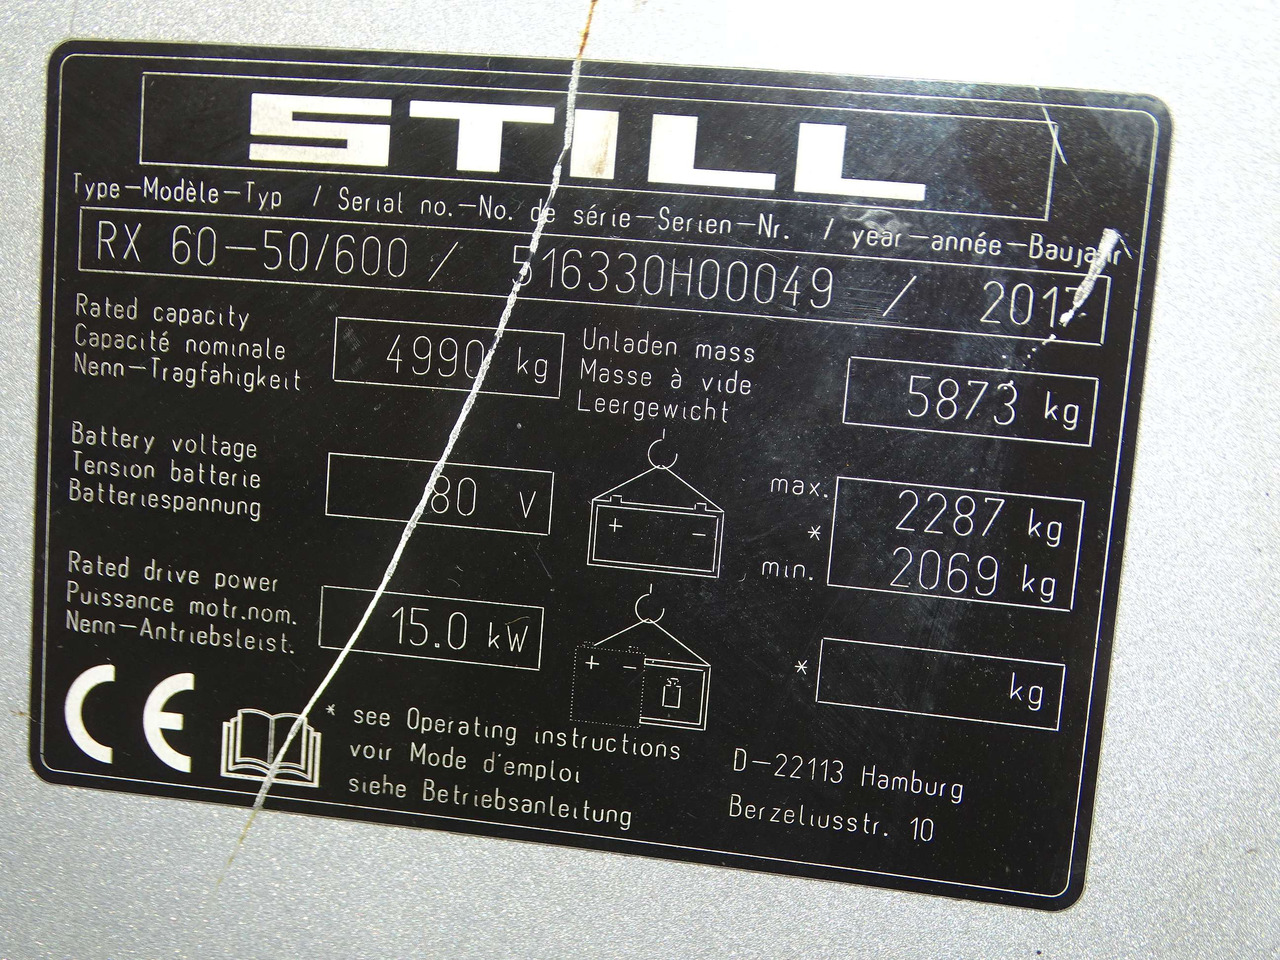 STILL
Type-Modèle-Typ / Serial no.-No. de série-Serien-Nr. / year-année-Baujahr
RX 60-50/600 / 516330H00049 / 2017
Rated capacity
Capacité nominale
Nenn-Tragfähigkeit
4990 kg
Unladen mass
Masse à vide
Leergewicht
5873 kg
Battery voltage
Tension batterie
Batteriespannung
80 V
+ -
max. 2287 kg
*
min. 2069 kg
Rated drive power
Puissance motr.nom.
Nenn-Antriebsleist.
15.0 kW
+ -
* kg
CE
* see Operating instructions
voir Mode d'emploi
siehe Betriebsanleitung
D-22113 Hamburg
Berzeliusstr. 10